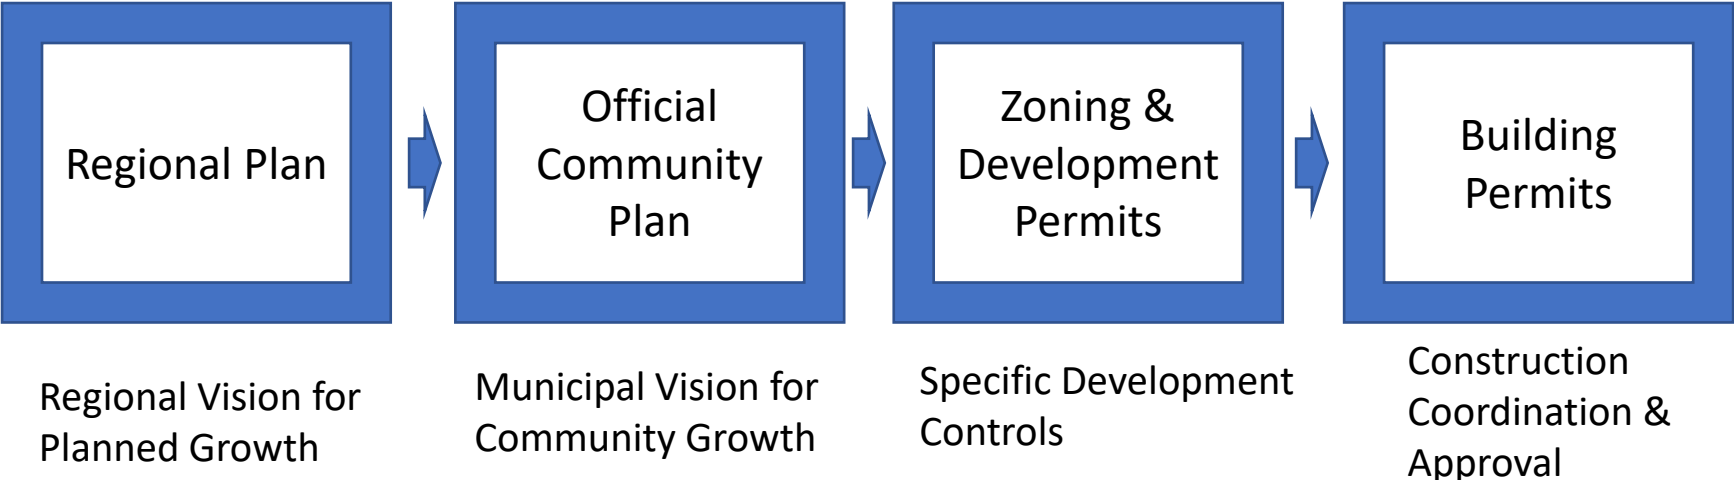 Regional Plan
Official
Community
Plan
Zoning &
Development
Permits
Building
Permits
Regional Vision for
Planned Growth
Municipal Vision for
Community Growth
Specific Development
Controls
Construction
Coordination &
Approval